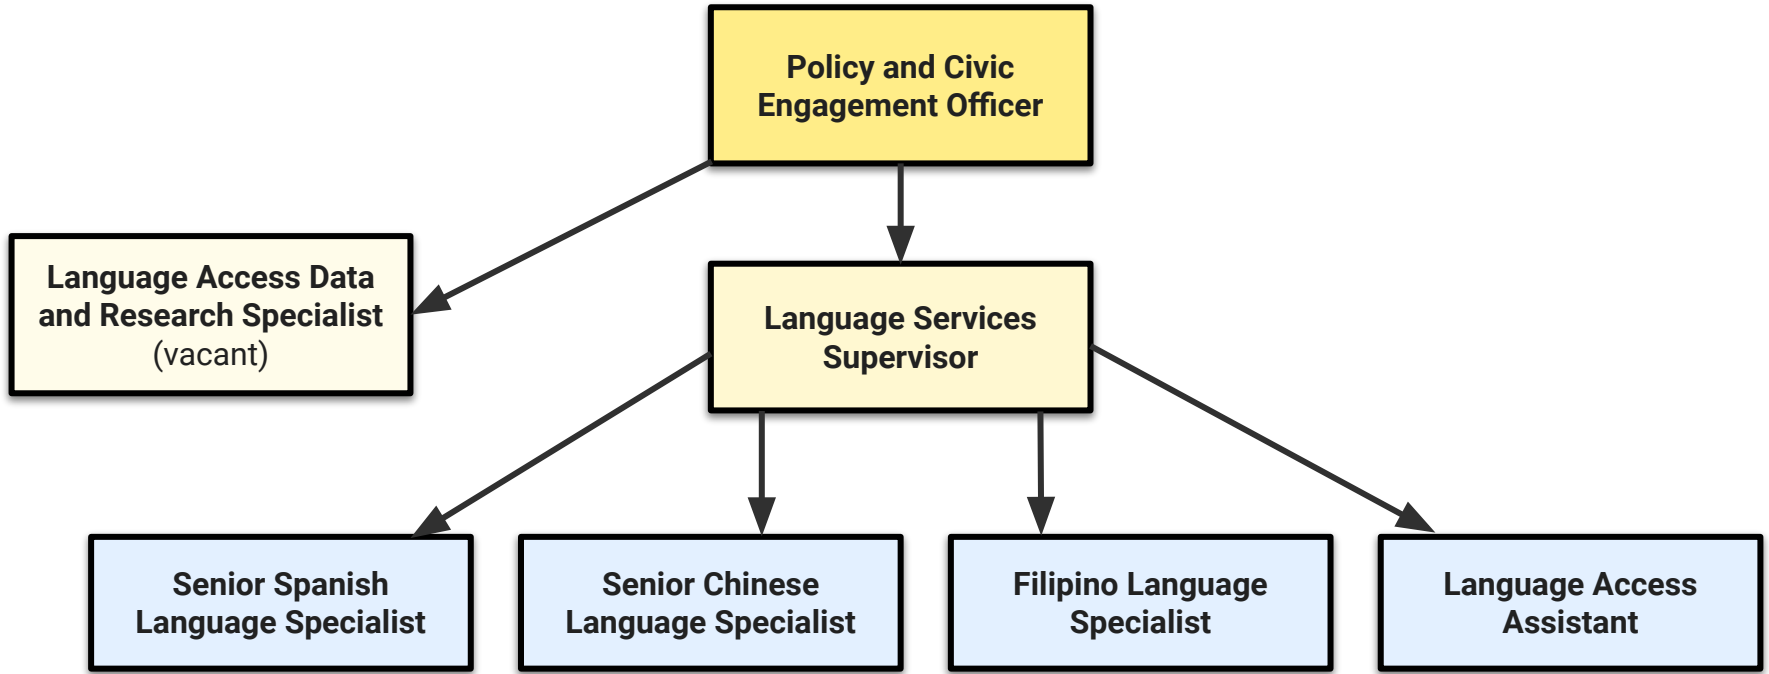 Policy and Civic
Engagement Officer
Language Access Data
and Research Specialist
(vacant)
Language Services
Supervisor
Senior Spanish
Language Specialist
Senior Chinese
Language Specialist
Filipino Language
Specialist
Language Access
Assistant